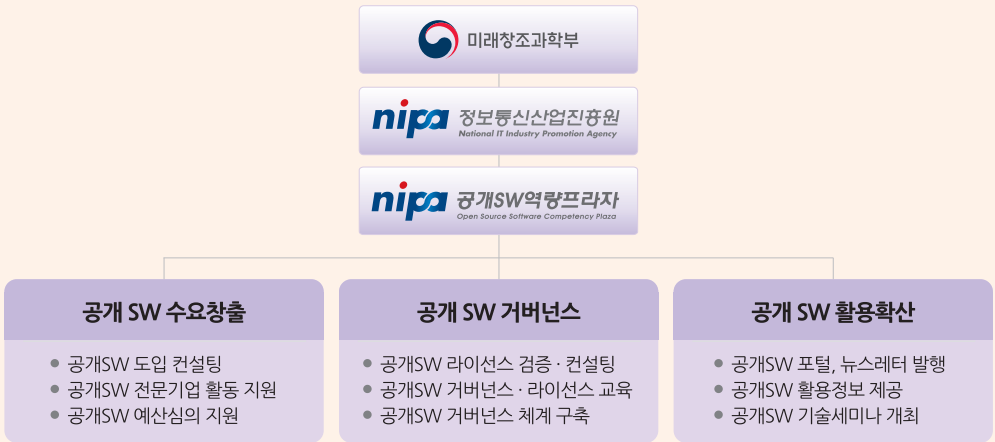 미래창조과학부
nipa 정보통신산업진흥원
National IT Industry Promotion Agency
nipa 공개SW역량프라자
Open Source Software Competency Plaza
공개 SW 수요창출
공개SW 도입 컨설팅
공개SW 전문기업 활동 지원
공개SW 예산심의 지원
공개 SW 거버넌스
공개SW 라이선스 검증 · 컨설팅
공개SW 거버넌스 · 라이선스 교육
공개SW 거버넌스 체계 구축
공개 SW 활용확산
공개SW 포털, 뉴스레터 발행
공개SW 활용정보 제공
공개SW 기술세미나 개최